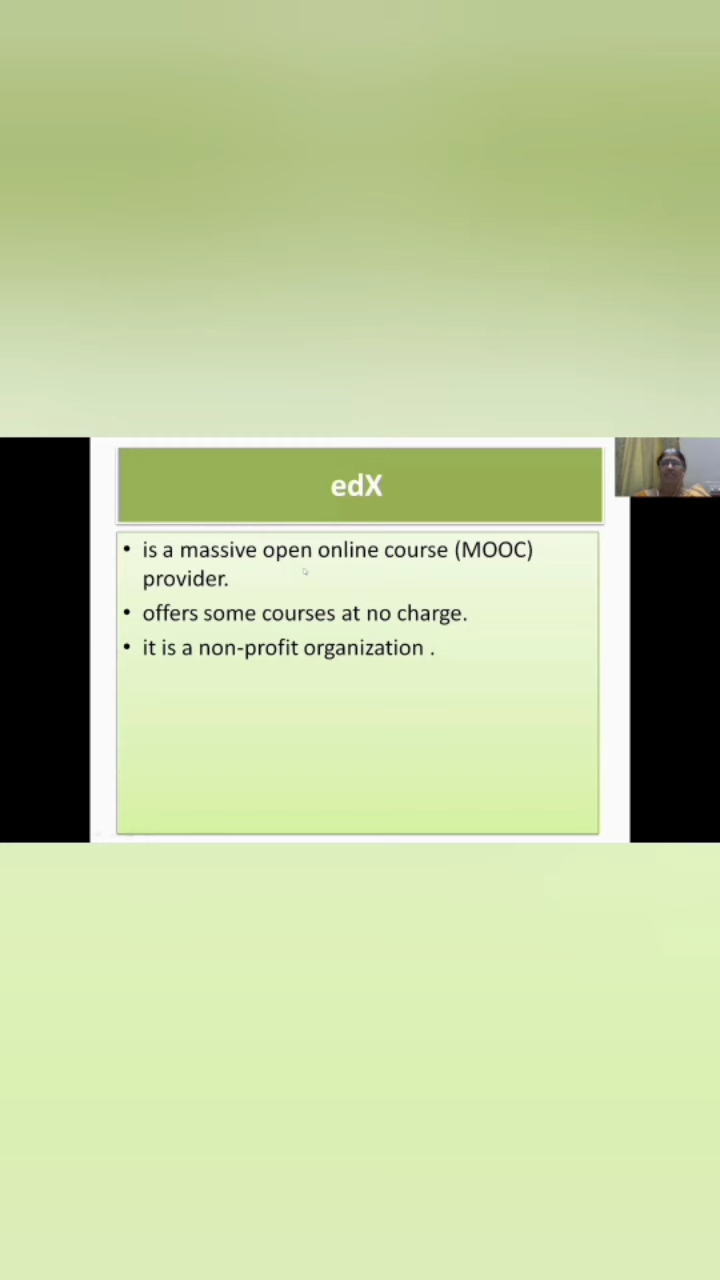 edX
• is a massive open online course (MOOC)
provider.
• offers some courses at no charge.
• it is a non-profit organization .